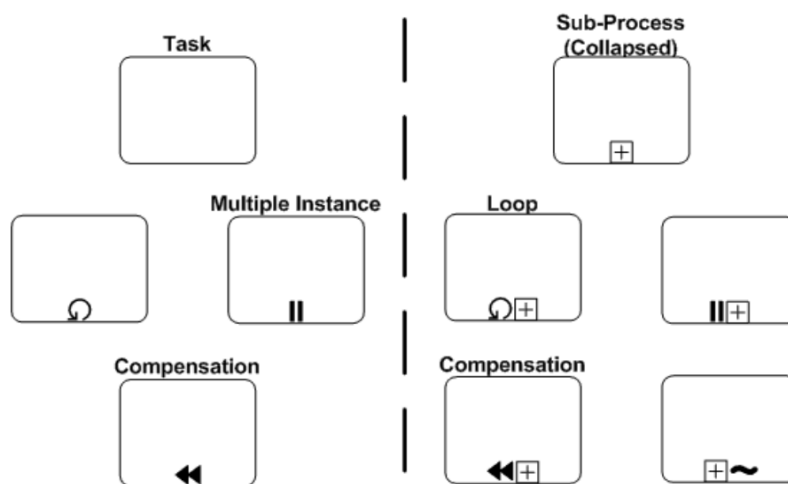 Task
Sub-Process
(Collapsed)
Multiple Instance
Loop
Compensation
Compensation